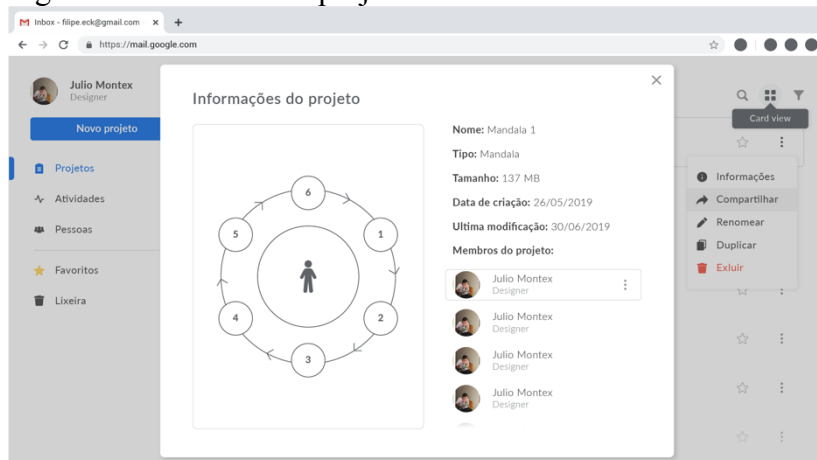 Inbox - filipe.eck@gmail.com
https://mail.google.com
Julio Montex
Designer
Novo projeto
Projetos
Atividades
Pessoas
Favoritos
Lixeira
Informações do projeto
6
1
5
2
4
3
Nome: Mandala 1
Tipo: Mandala
Tamanho: 137 MB
Data de criação: 26/05/2019
Ultima modificação: 30/06/2019
Membros do projeto:
Julio Montex
Designer
Julio Montex
Designer
Julio Montex
Designer
Julio Montex
Designer
Card view
Informações
Compartilhar
Renomear
Duplicar
Exluir